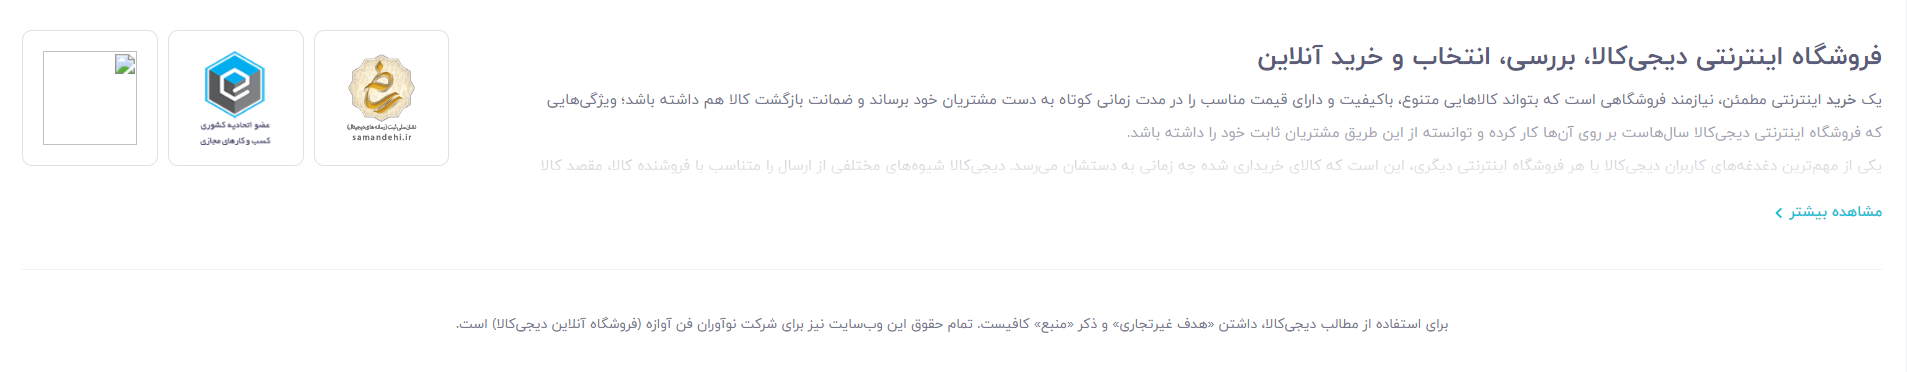 فروشگاه اینترنتی دیجی‌کالا، بررسی، انتخاب و خرید آنلاین
یک خرید اینترنتی مطمئن، نیازمند فروشگاهی است که بتواند کالاهایی متنوع، باکیفیت و دارای قیمت مناسب را در مدت زمانی کوتاه به دست مشتریان خود برساند و ضمانت بازگشت کالا هم داشته باشد؛ ویژگی‌هایی
که فروشگاه اینترنتی دیجی‌کالا سال‌هاست بر روی آن‌ها کار کرده و توانسته از این طریق مشتریان ثابت خود را داشته باشد.
یکی از مهم‌ترین دغدغه‌های کاربران دیجی‌کالا یا هر فروشگاه اینترنتی دیگری، این است که کالای خریداری شده چه زمانی به دستشان می‌رسد. دیجی‌کالا شیوه‌های مختلفی از ارسال را متناسب با فروشنده کالا، مقصد کالا
مشاهده بیشتر
نشان ملی ثبت (رسانه های دیجیتال)
samandehi.ir
عضو اتحادیه کشوری
کسب و کارهای مجازی
برای استفاده از مطالب دیجی‌کالا، داشتن «هدف غیرتجاری» و ذکر «منبع» کافیست. تمام حقوق این وب‌سایت نیز برای شرکت نوآوران فن آوازه (فروشگاه آنلاین دیجی‌کالا) است.